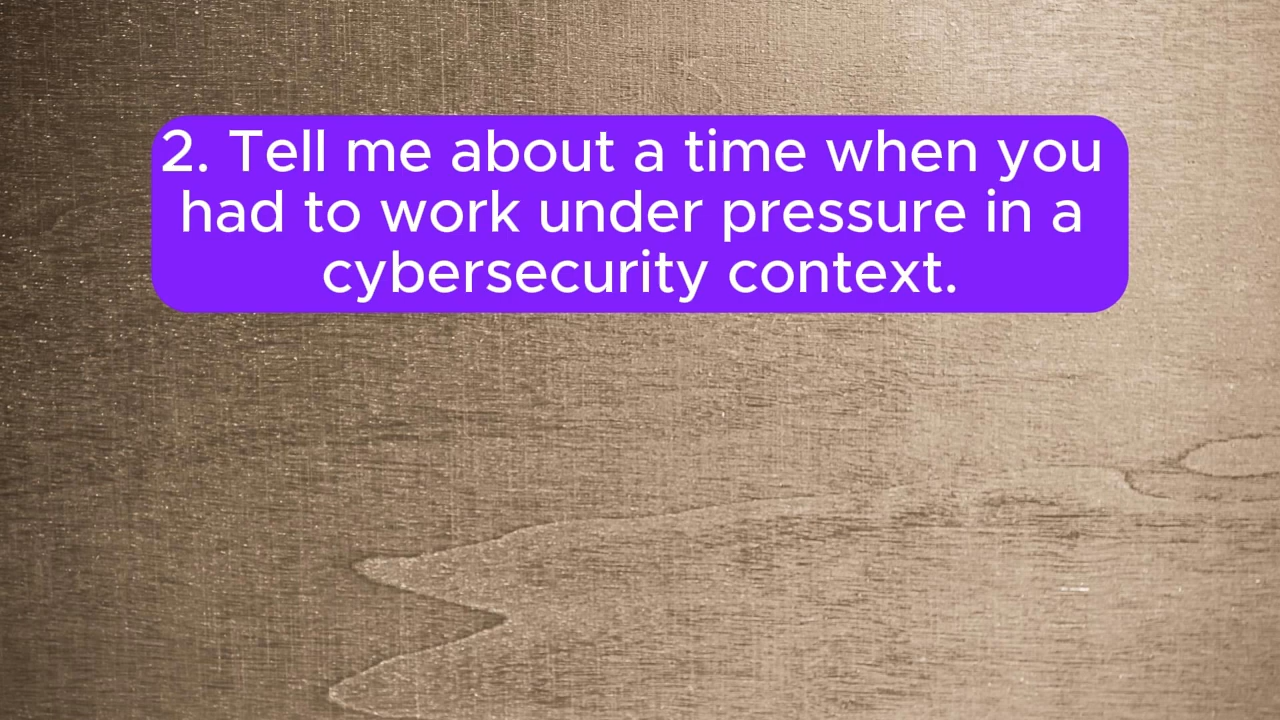 2. Tell me about a time when you
had to work under pressure in a
cybersecurity context.